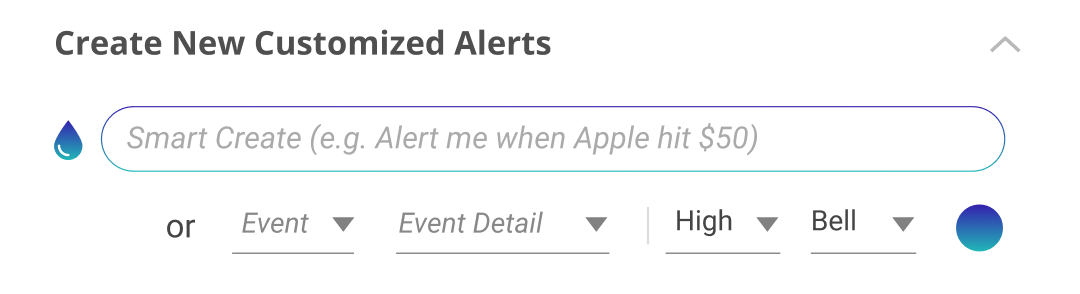 Create New Customized Alerts
Smart Create (e.g. Alert me when Apple hit $50)
or Event Event Detail High Bell